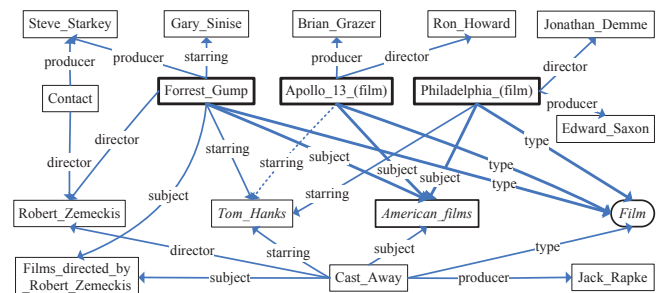 Steve_Starkey
Gary_Sinise
Brian_Grazer
Ron_Howard
Jonathan_Demme
producer
producer
starring
producer
director
director
Contact
Forrest_Gump
Apollo_13_(film)
Philadelphia_(film)
producer
Edward_Saxon
director
director
starring
starring
subject
subject
subject
type
type
type
subject
starring
Robert_Zemeckis
Tom_Hanks
American_films
Film
director
starring
subject
type
Films_directed_by
_Robert_Zemeckis
subject
Cast_Away
producer
Jack_Rapke